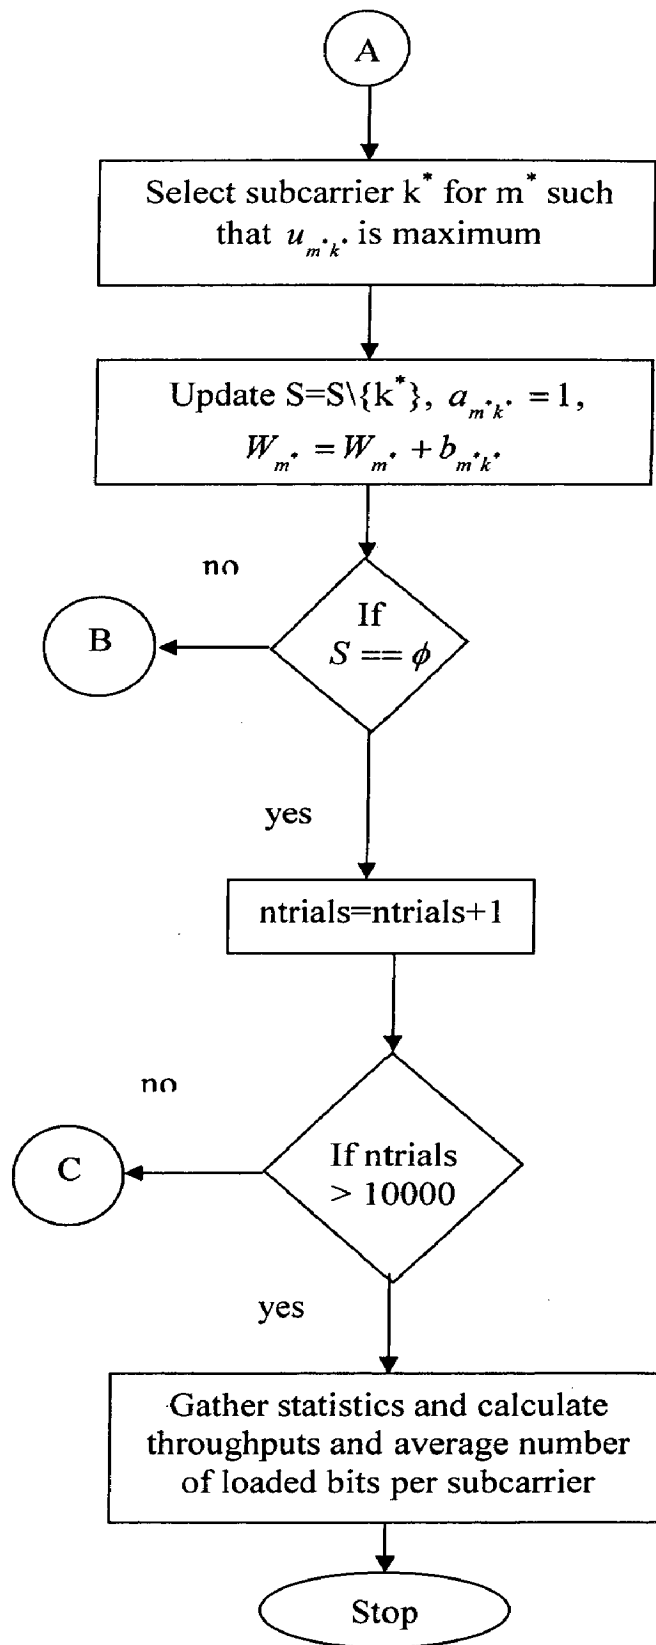 A
Select subcarrier k* for m* such
that u_{m*k*} is maximum
Update S=S\{k*}, a_{m*k*} = 1,
W_{m*} = W_{m*} + b_{m*k*}
no
If
B
S == ϕ
yes
ntrials=ntrials+1
no
If ntrials
C
> 10000
yes
Gather statistics and calculate
throughputs and average number
of loaded bits per subcarrier
Stop